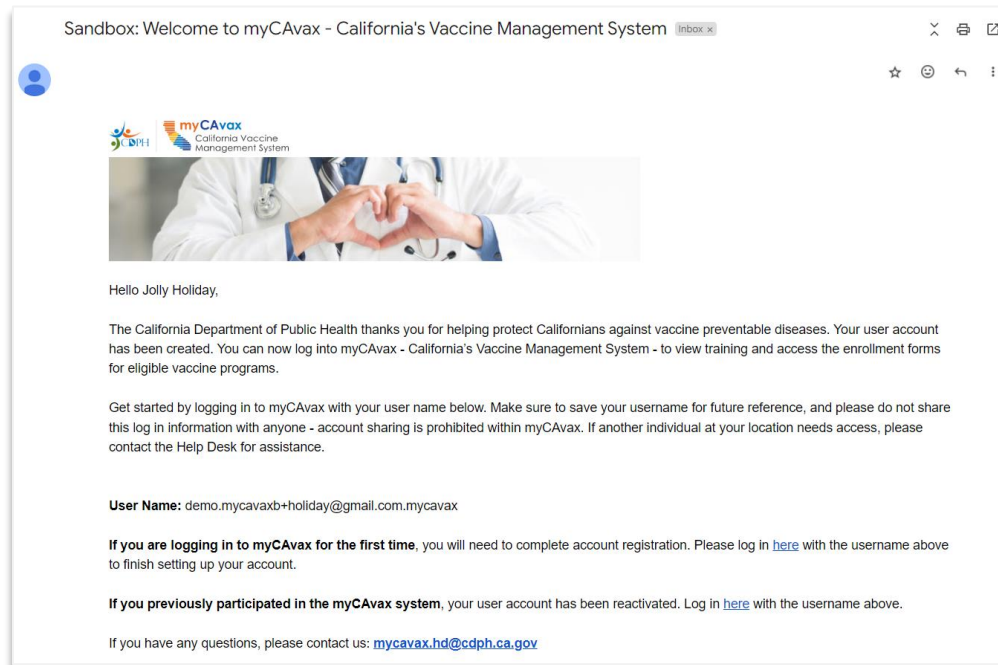 Sandbox: Welcome to myCAvax - California's Vaccine Management System Inbox ×
CDPH
myCAvax
California Vaccine
Management System
Hello Jolly Holiday,
The California Department of Public Health thanks you for helping protect Californians against vaccine preventable diseases. Your user account
has been created. You can now log into myCAvax - California's Vaccine Management System - to view training and access the enrollment forms
for eligible vaccine programs.
Get started by logging in to myCAvax with your user name below. Make sure to save your username for future reference, and please do not share
this log in information with anyone - account sharing is prohibited within myCAvax. If another individual at your location needs access, please
contact the Help Desk for assistance.
User Name: demo.mycavaxb+holiday@gmail.com.mycavax
If you are logging in to myCAvax for the first time, you will need to complete account registration. Please log in here with the username above
to finish setting up your account.
If you previously participated in the myCAvax system, your user account has been reactivated. Log in here with the username above.
If you have any questions, please contact us: mycavax.hd@cdph.ca.gov